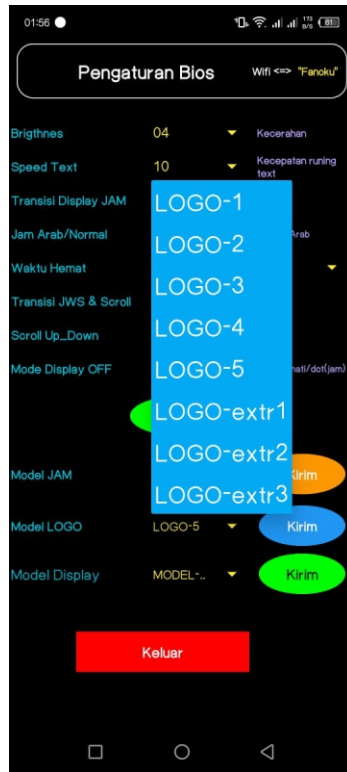 01:56
173
B/S
81
Pengaturan Bios
Wifi <=> "Fanoku"
Brigthnes 04 Kecerahan
Speed Text 10 Kecepatan runing
text
Transisi Display JAM
Jam Arab/Normal Arab
Waktu Hemat
Transisi JWS & Scroll
Scroll Up_Down
Mode Display OFF mati/dot(jam)
LOGO-1
LOGO-2
LOGO-3
LOGO-4
LOGO-5
LOGO-extr1
LOGO-extr2
LOGO-extr3
Model JAM Kirim
Model LOGO LOGO-5 Kirim
Model Display MODEL-.. Kirim
Keluar